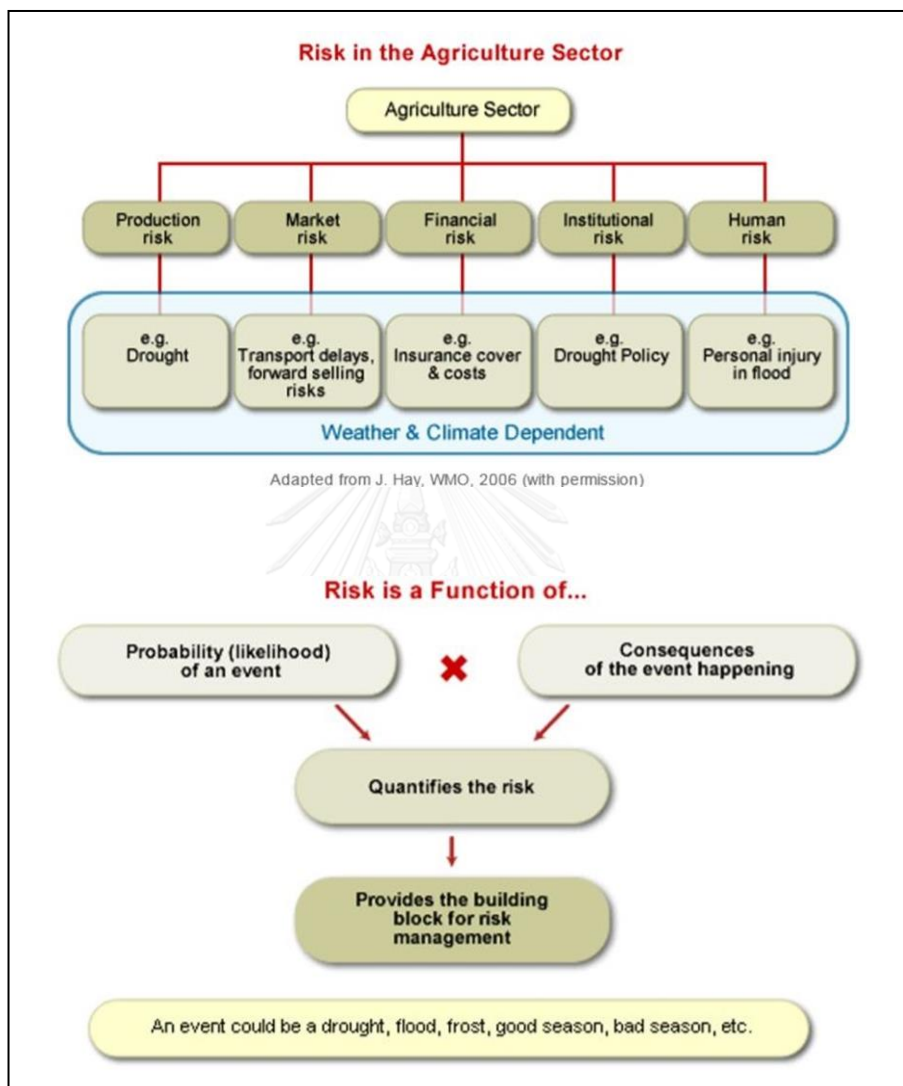 Risk in the Agriculture Sector
Agriculture Sector
Production
risk
Market
risk
Financial
risk
Institutional
risk
Human
risk
e.g.
Drought
e.g.
Transport delays,
forward selling
risks
e.g.
Insurance cover
& costs
e.g.
Drought Policy
e.g.
Personal injury
in flood
Weather & Climate Dependent
Adapted from J. Hay, WMO, 2006 (with permission)
Risk is a Function of...
Probability (likelihood)
of an event
Consequences
of the event happening
Quantifies the risk
Provides the building
block for risk
management
An event could be a drought, flood, frost, good season, bad season, etc.